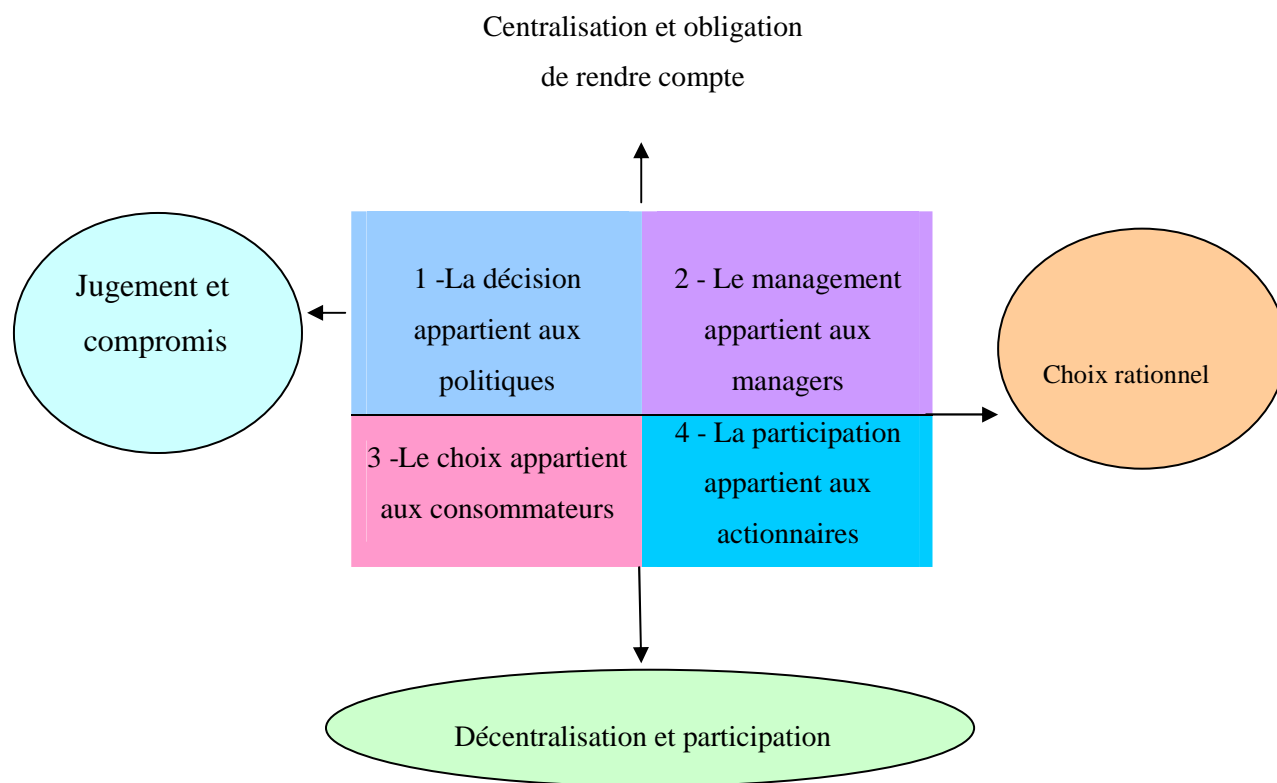 Centralisation et obligation
de rendre compte
Jugement et
compromis
1 -La décision
appartient aux
politiques
2 - Le management
appartient aux
managers
Choix rationnel
3 -Le choix appartient
aux consommateurs
4 - La participation
appartient aux
actionnaires
Décentralisation et participation